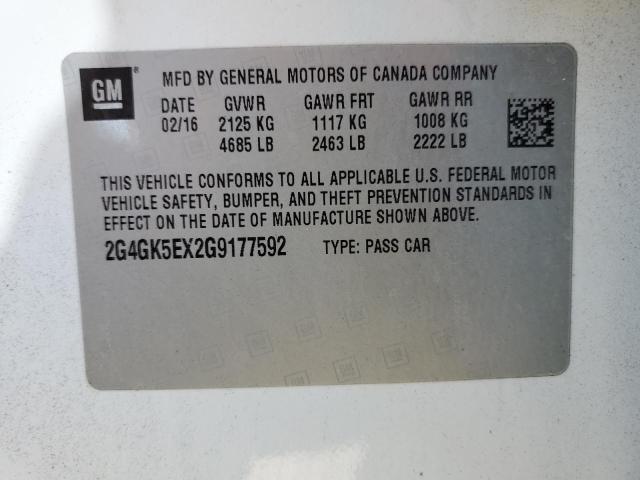 GM ® MFD BY GENERAL MOTORS OF CANADA COMPANY
DATE GVWR GAWR FRT GAWR RR
02/16 2125 KG 1117 KG 1008 KG
4685 LB 2463 LB 2222 LB
THIS VEHICLE CONFORMS TO ALL APPLICABLE U.S. FEDERAL MOTOR
VEHICLE SAFETY, BUMPER, AND THEFT PREVENTION STANDARDS IN
EFFECT ON THE DATE OF MANUFACTURE SHOWN ABOVE.
2G4GK5EX2G9177592 TYPE: PASS CAR